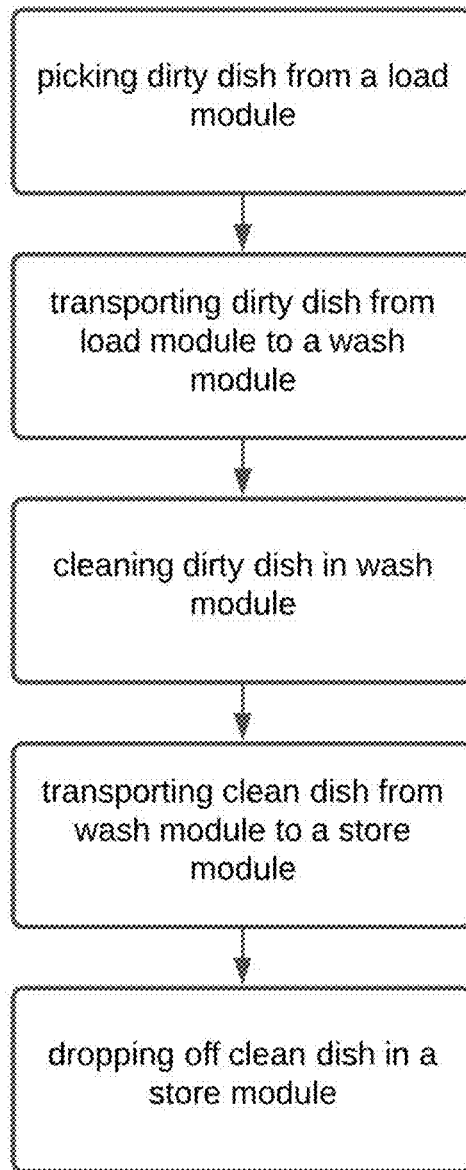 picking dirty dish from a load
module
transporting dirty dish from
load module to a wash
module
cleaning dirty dish in wash
module
transporting clean dish from
wash module to a store
module
dropping off clean dish in a
store module